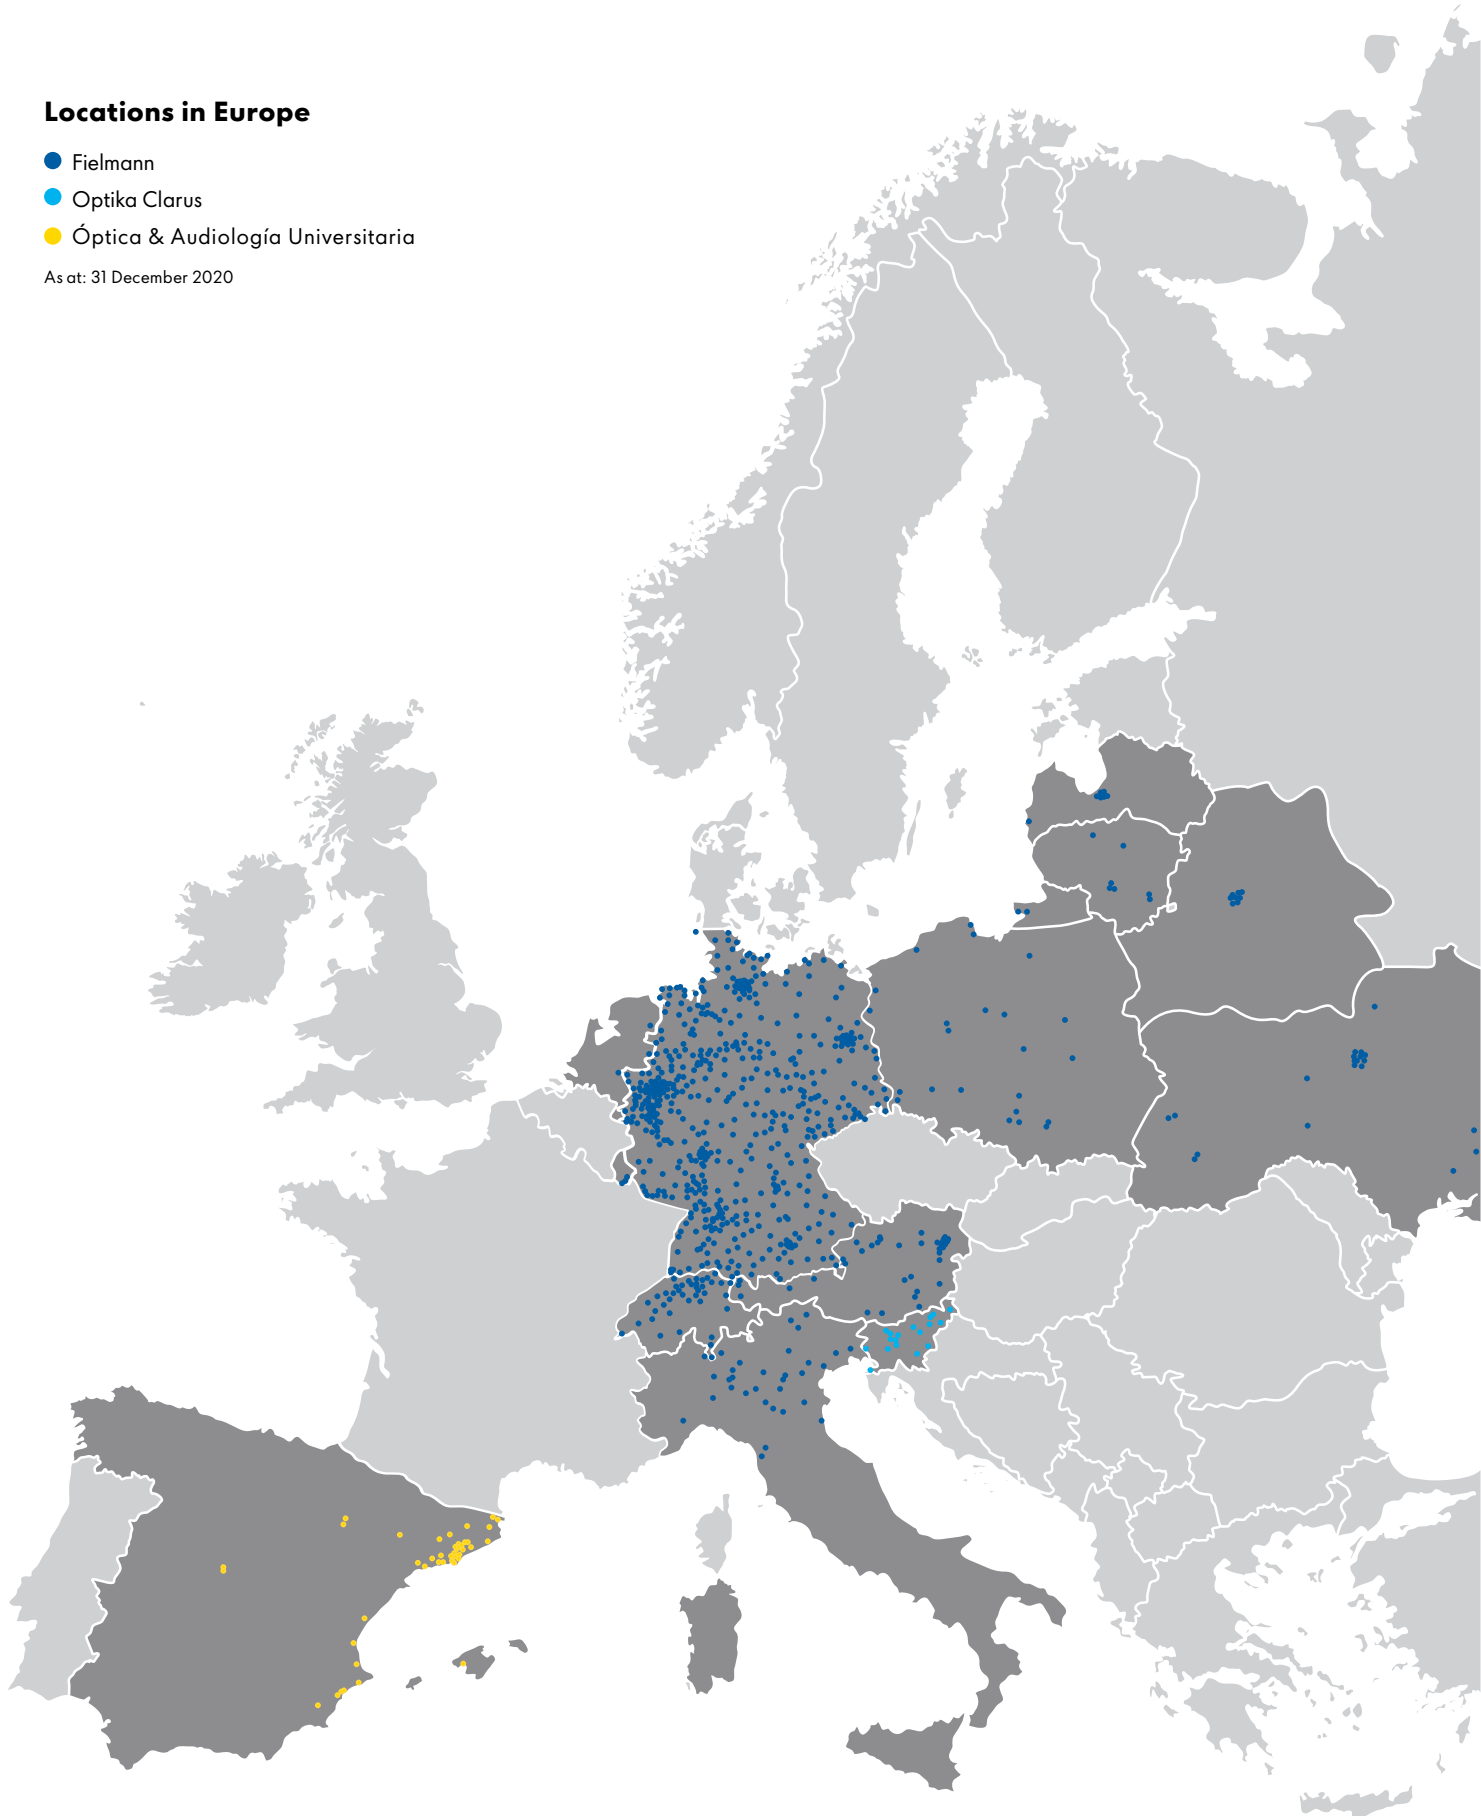 Locations in Europe
Fielmann
Optika Clarus
Óptica & Audiología Universitaria
As at: 31 December 2020